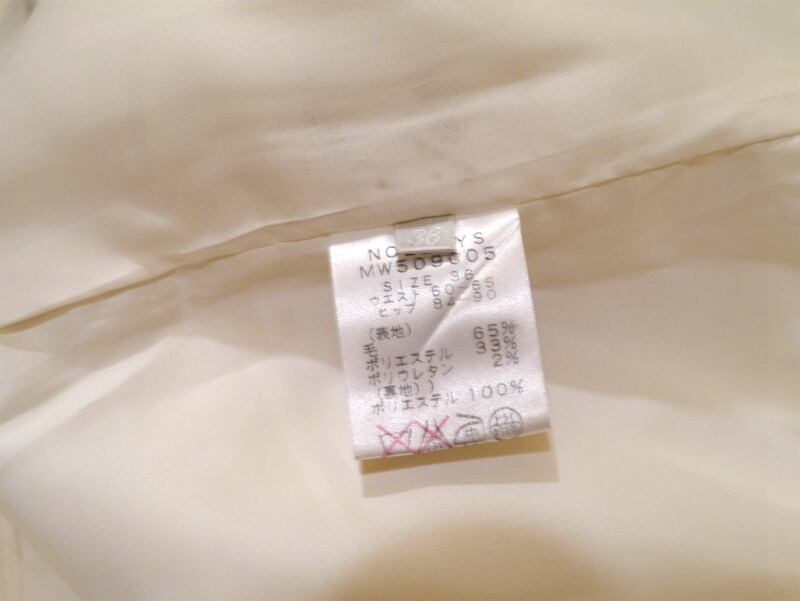 36
MW509
SIZE 36
ウエスト 60-65
ヒップ 84-90
(表地)
毛 65%
ポリエステル 33%
ポリウレタン 2%
(裏地)
ポリエステル 100%